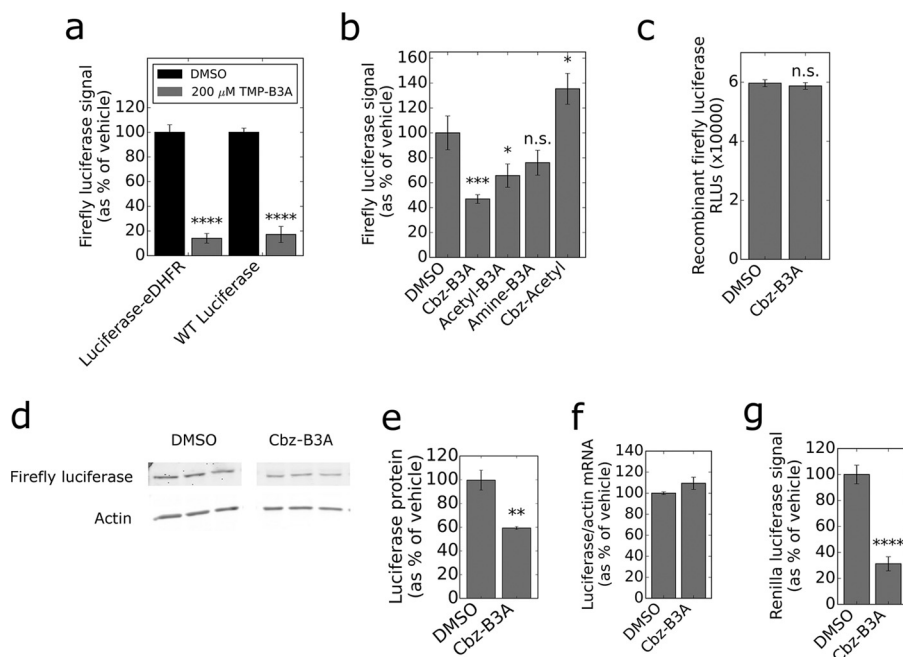 a
Firefly luciferase signal
(as % of vehicle)
120
100
80
60
40
20
0
DMSO
200 μM TMP-B3A
****
****
Luciferase-eDHFR
WT Luciferase
b
Firefly luciferase signal
(as % of vehicle)
160
140
120
100
80
60
40
20
0
***
*
n.s.
*
DMSO
Cbz-B3A
Acetyl-B3A
Amine-B3A
Cbz-Acetyl
c
Recombinant firefly luciferase
RLUs (x10000)
8
6
4
2
0
n.s.
DMSO
Cbz-B3A
d
DMSO
Cbz-B3A
Firefly luciferase
Actin
e
Luciferase protein
(as % of vehicle)
120
100
80
60
40
20
0
**
DMSO
Cbz-B3A
f
Luciferase/actin mRNA
(as % of vehicle)
140
120
100
80
60
40
20
0
DMSO
Cbz-B3A
g
Renilla luciferase signal
(as % of vehicle)
120
100
80
60
40
20
0
****
DMSO
Cbz-B3A